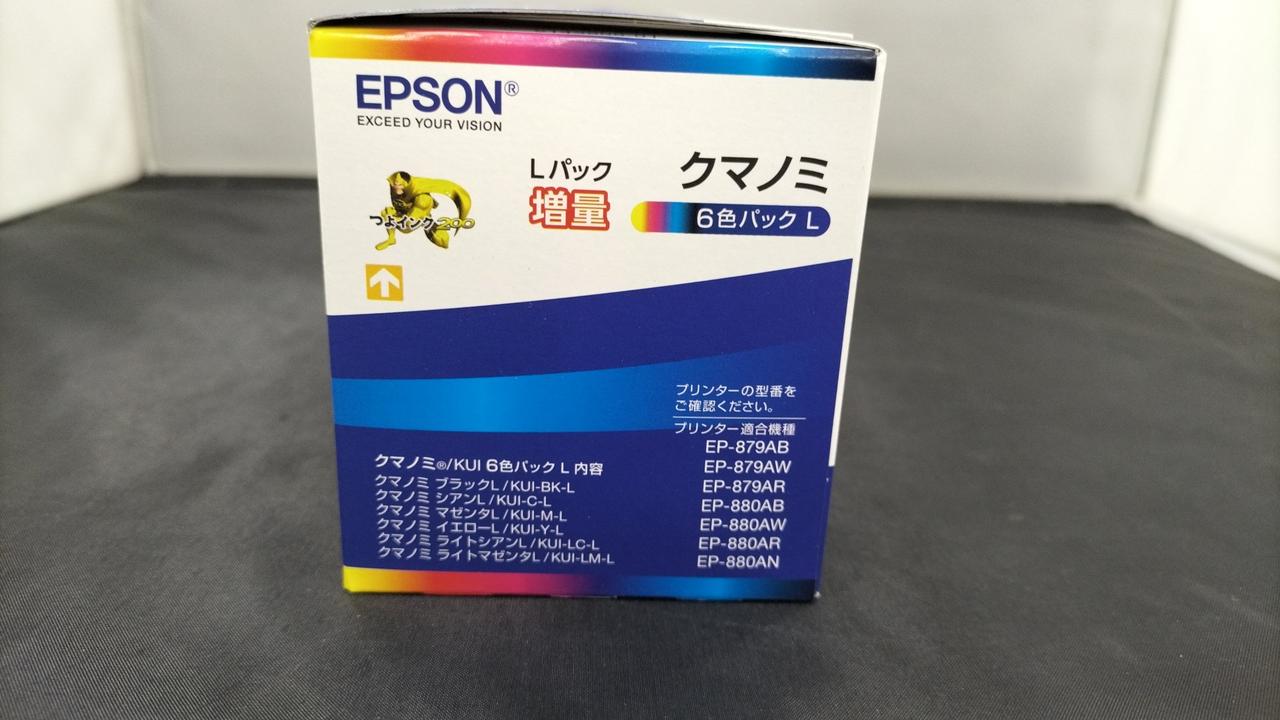 EPSON®
EXCEED YOUR VISION
つよインク200
Lパック
増量
クマノミ
6色パック L
プリンターの型番を
ご確認ください。
プリンター適合機種
EP-879AB
EP-879AW
EP-879AR
EP-880AB
EP-880AW
EP-880AR
EP-880AN
クマノミ®/KUI 6色パック L 内容
クマノミ ブラックL/KUI-BK-L
クマノミ シアンL/KUI-C-L
クマノミ マゼンタL/KUI-M-L
クマノミ イエローL/KUI-Y-L
クマノミ ライトシアンL/KUI-LC-L
クマノミ ライトマゼンタL/KUI-LM-L